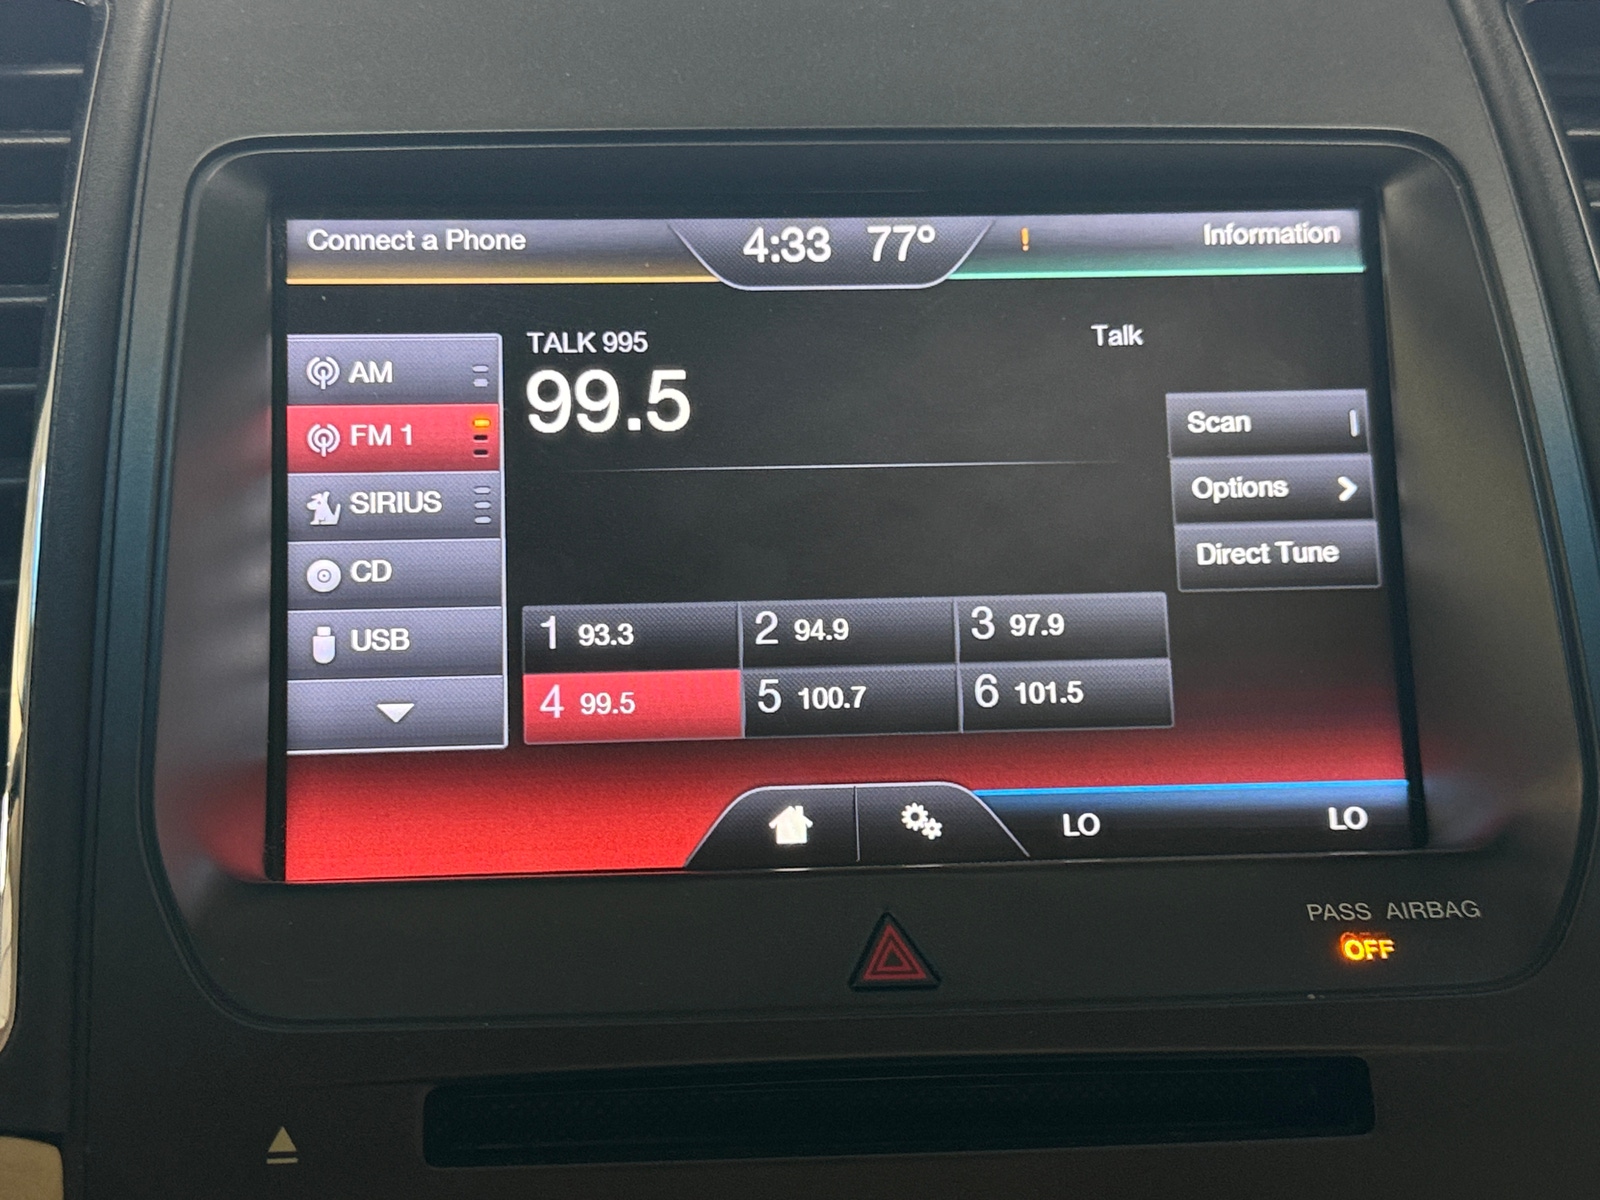 Connect a Phone
4:33 77°
!
Information
AM
FM 1
SIRIUS
CD
USB
TALK 995
Talk
99.5
Scan
Options
Direct Tune
1 93.3
2 94.9
3 97.9
4 99.5
5 100.7
6 101.5
LO
LO
PASS AIRBAG
OFF